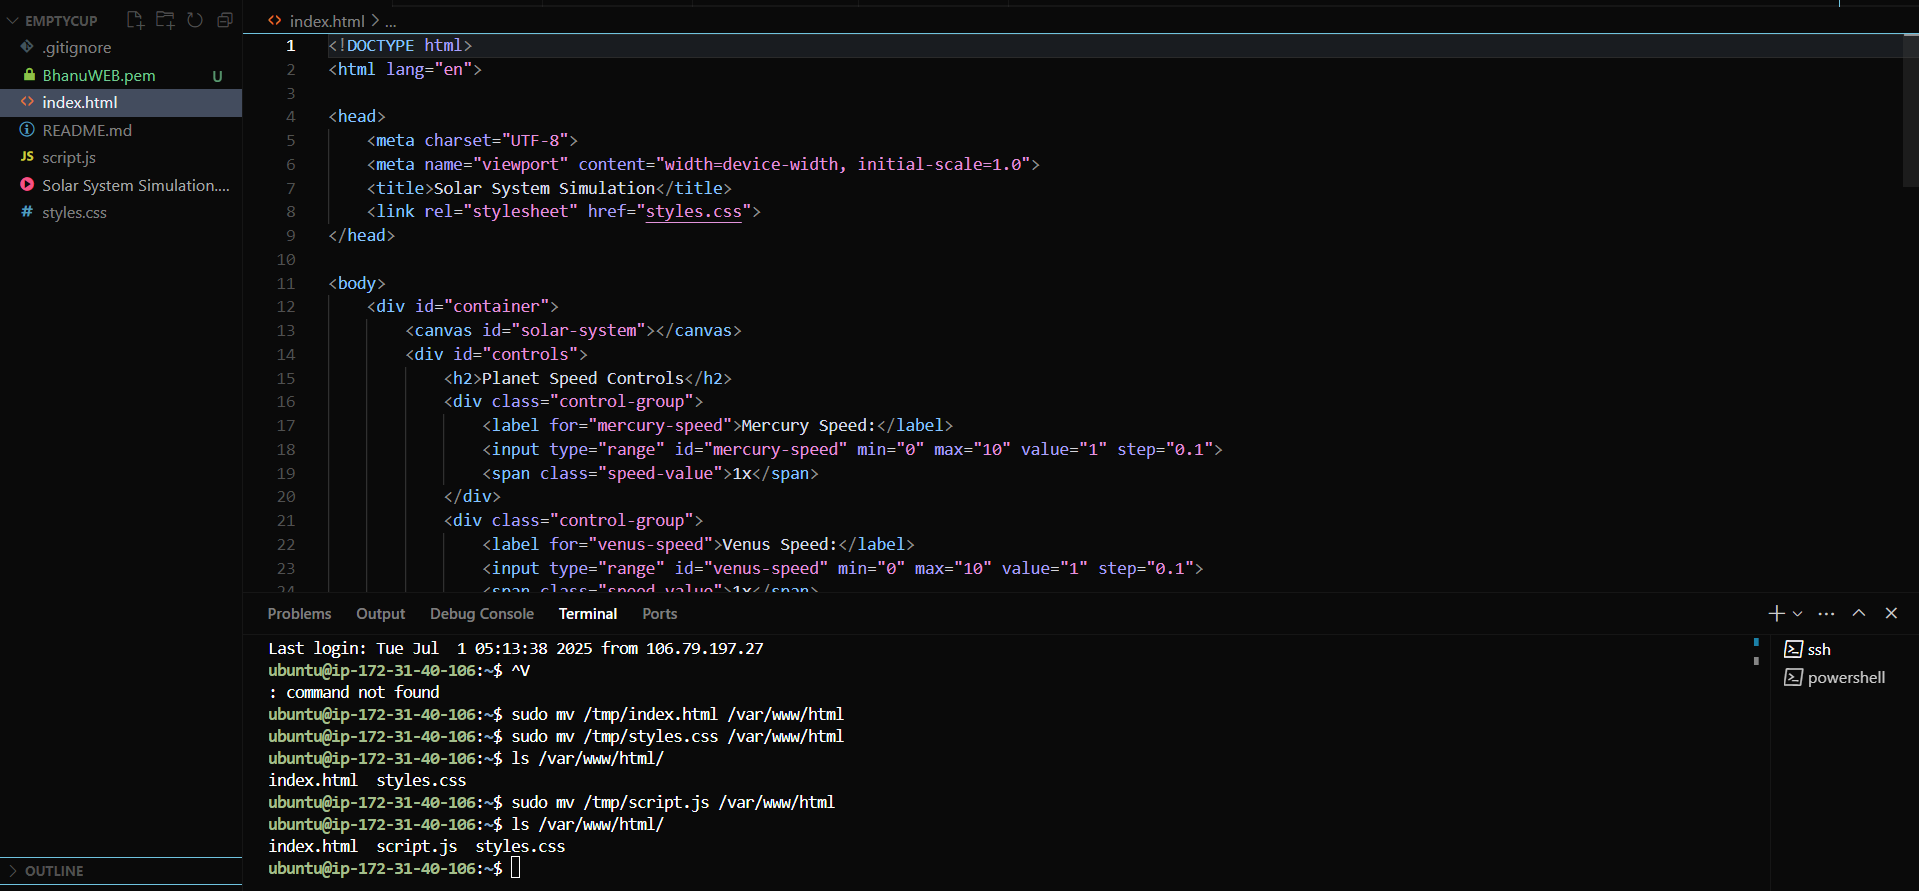 EMPTYCUP
.gitignore
BhanuWEB.pem U
index.html
README.md
JS script.js
Solar System Simulation....
# styles.css
OUTLINE
index.html > ...
1 <!DOCTYPE html>
2 <html lang="en">
3
4 <head>
5 <meta charset="UTF-8">
6 <meta name="viewport" content="width=device-width, initial-scale=1.0">
7 <title>Solar System Simulation</title>
8 <link rel="stylesheet" href="styles.css">
9 </head>
10
11 <body>
12 <div id="container">
13 <canvas id="solar-system"></canvas>
14 <div id="controls">
15 <h2>Planet Speed Controls</h2>
16 <div class="control-group">
17 <label for="mercury-speed">Mercury Speed:</label>
18 <input type="range" id="mercury-speed" min="0" max="10" value="1" step="0.1">
19 <span class="speed-value">1x</span>
20 </div>
21 <div class="control-group">
22 <label for="venus-speed">Venus Speed:</label>
23 <input type="range" id="venus-speed" min="0" max="10" value="1" step="0.1">
24 <span class="speed-value">1x</span>
Problems Output Debug Console Terminal Ports
Last login: Tue Jul  1 05:13:38 2025 from 106.79.197.27
ubuntu@ip-172-31-40-106:~$ ^V
: command not found
ubuntu@ip-172-31-40-106:~$ sudo mv /tmp/index.html /var/www/html
ubuntu@ip-172-31-40-106:~$ sudo mv /tmp/styles.css /var/www/html
ubuntu@ip-172-31-40-106:~$ ls /var/www/html/
index.html  styles.css
ubuntu@ip-172-31-40-106:~$ sudo mv /tmp/script.js /var/www/html
ubuntu@ip-172-31-40-106:~$ ls /var/www/html/
index.html  script.js  styles.css
ubuntu@ip-172-31-40-106:~$
ssh
powershell